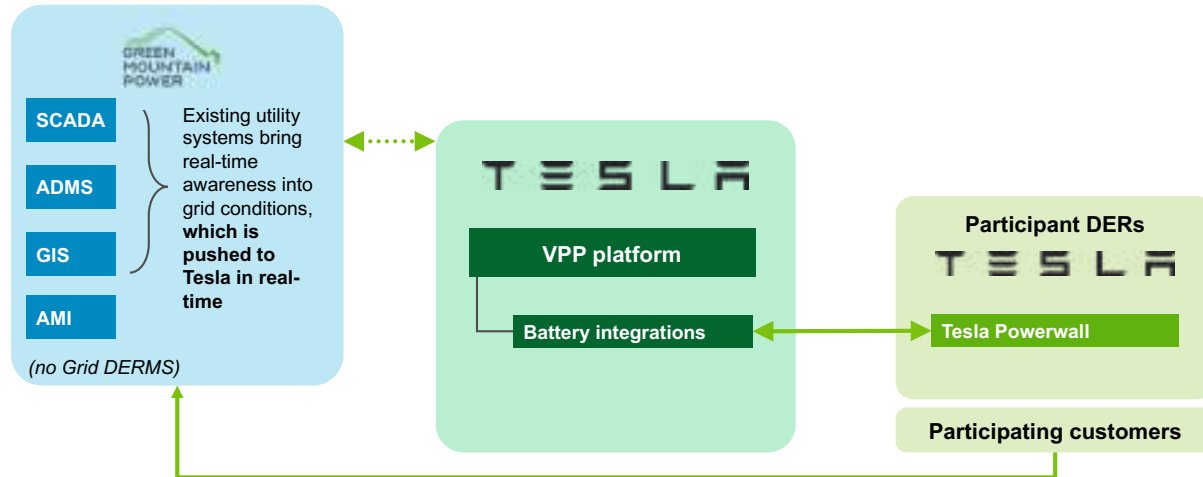 GREEN
MOUNTAIN
POWER
SCADA
ADMS
GIS
AMI
Existing utility
systems bring
real-time
awareness into
grid conditions,
which is
pushed to
Tesla in real-
time
(no Grid DERMS)
TESLA
VPP platform
Battery integrations
Participant DERs
TESLA
Tesla Powerwall
Participating customers